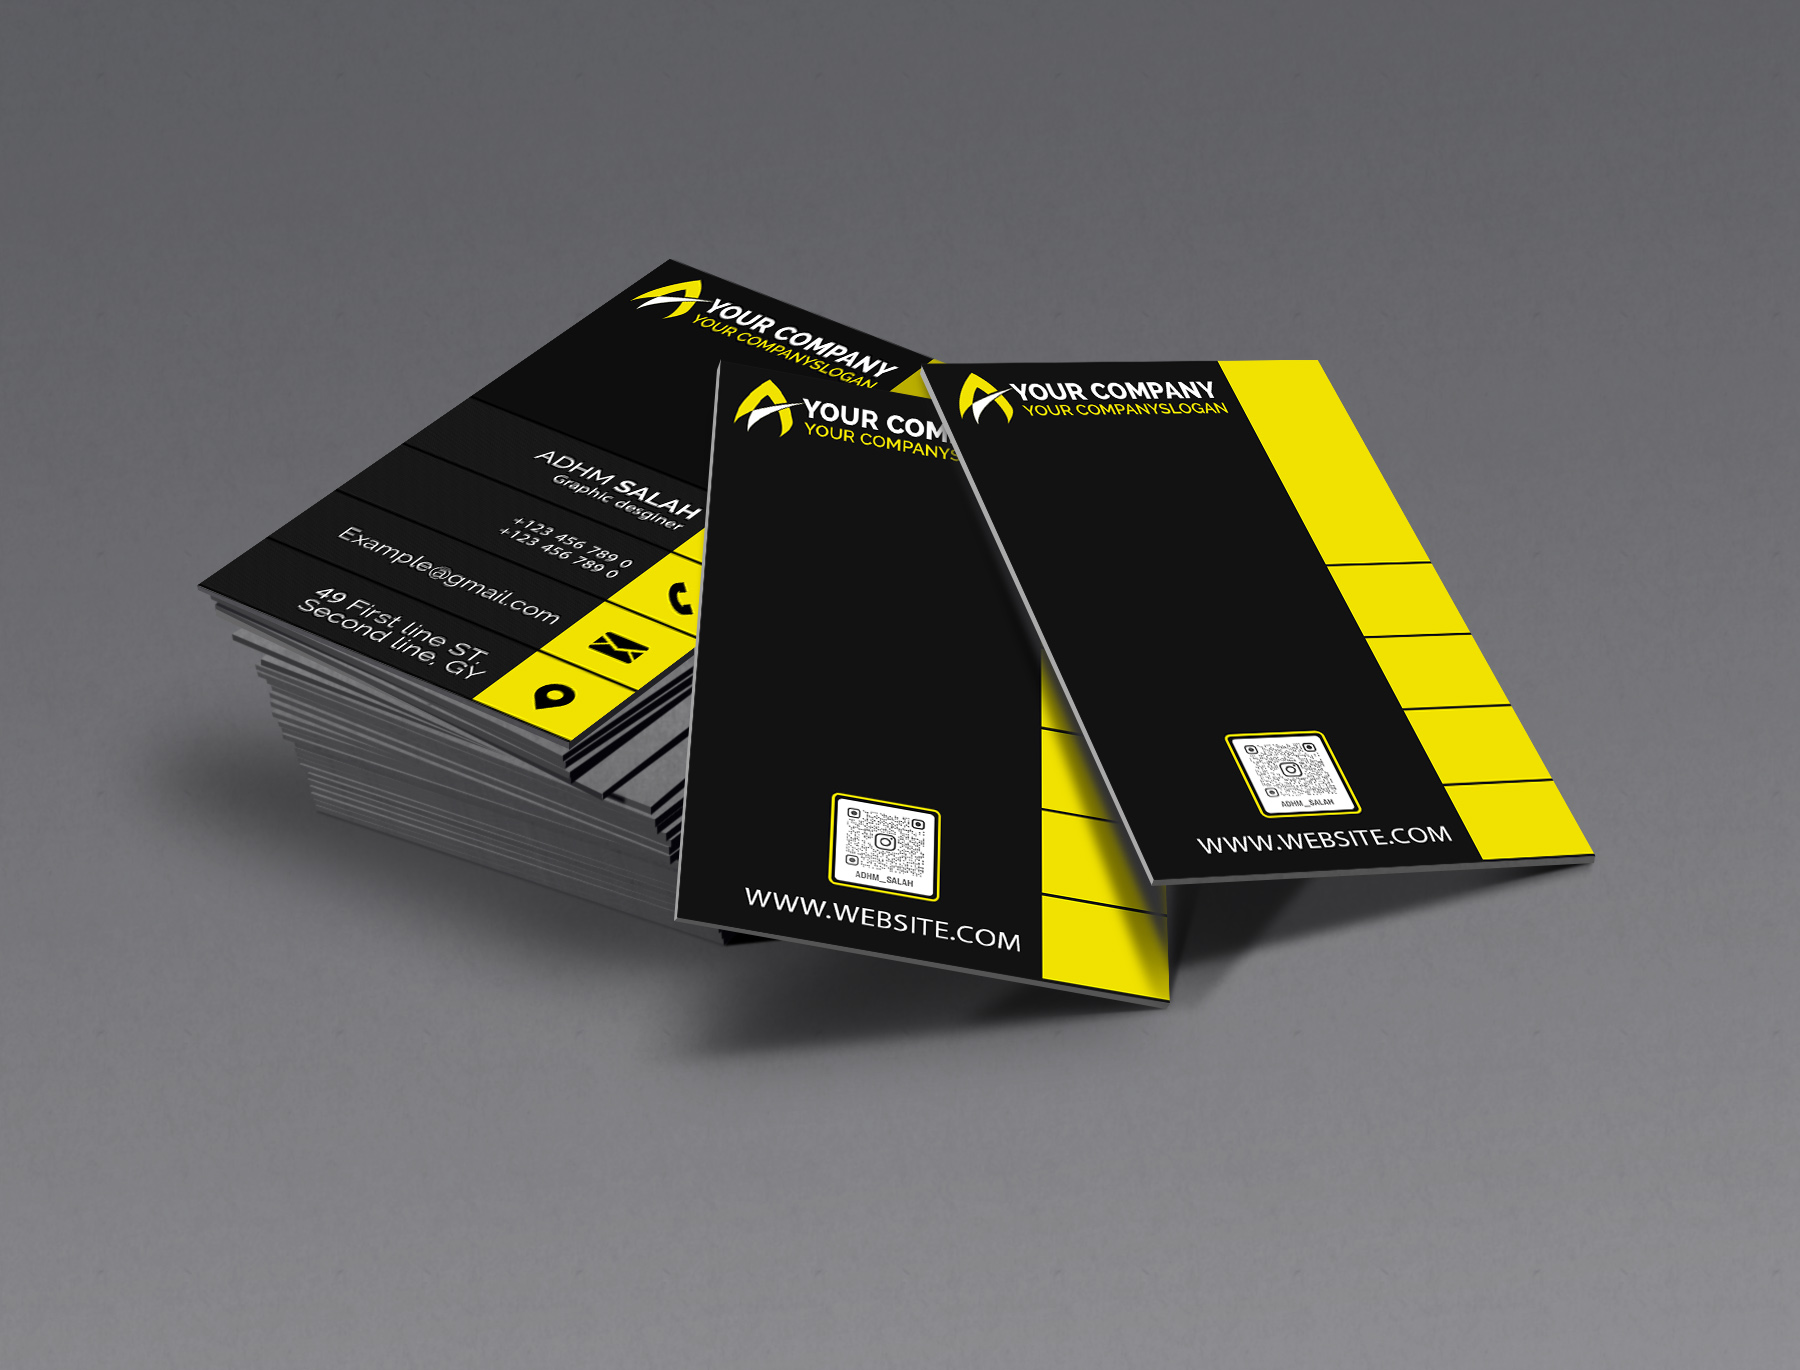 YOUR COMPANY
YOUR COMPANYSLOGAN
ADHM SALAH
Graphic desginer
+123 456 789 0
+123 456 789 0
Example@gmail.com
49 First line ST,
Second line, GY
YOUR COM
YOUR COMPANYS
ADHM_SALAH
WWW.WEBSITE.COM
YOUR COMPANY
YOUR COMPANYSLOGAN
ADHM_SALAH
WWW.WEBSITE.COM